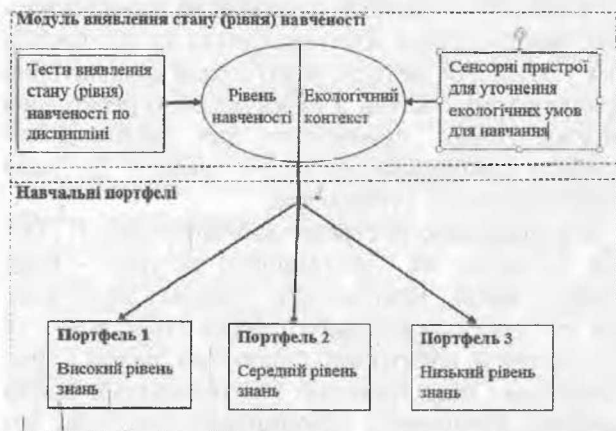 Модуль виявлення стану (рівня) навченості
Тести виявлення
стану (рівня)
навченості по
дисципліні
Рівень
навченості
Екологічний
контекст
Сенсорні пристрої
для уточнення
екологічних умов
для навчання
Навчальні портфелі
Портфель 1
Високий рівень
знань
Портфель 2
Середній рівень
знань
Портфель 3
Низький рівень
знань